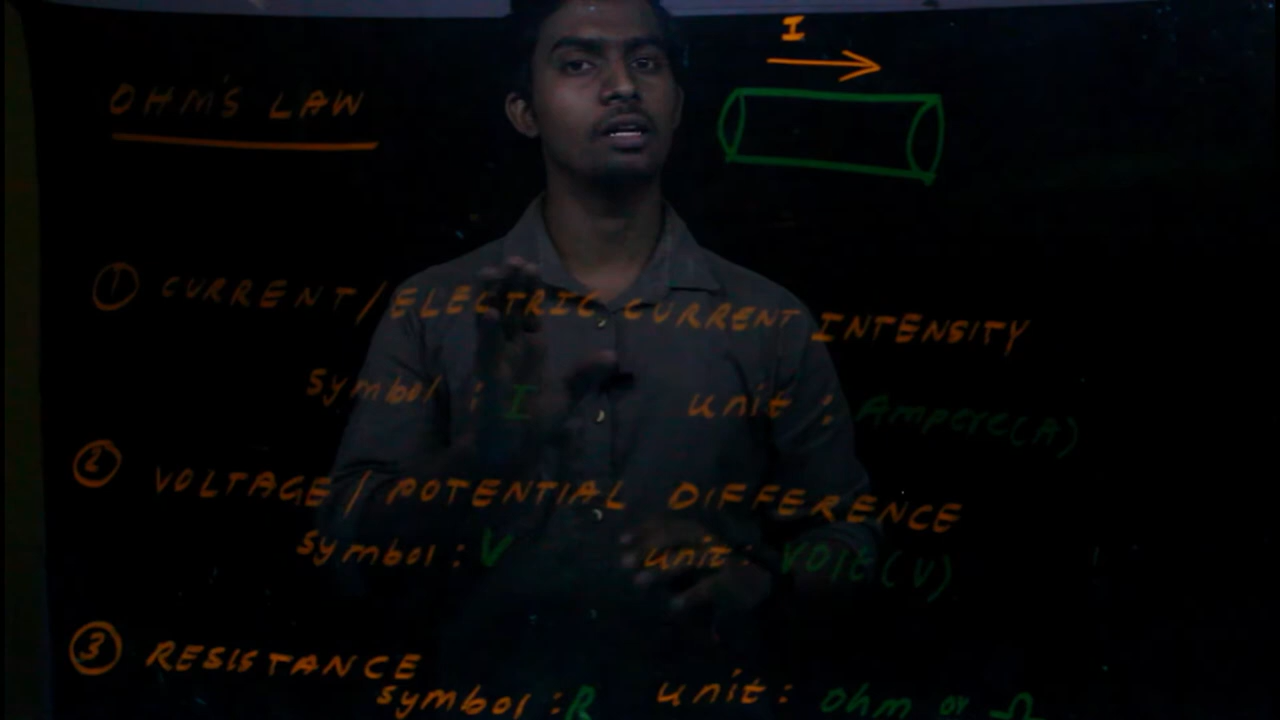 I
OHM'S LAW
① CURRENT/ELECTRIC CURRENT INTENSITY
symbol : I unit : Ampere(A)
② VOLTAGE/POTENTIAL DIFFERENCE
symbol : V unit : Volt(V)
③ RESISTANCE
symbol : R unit : ohm or Ω